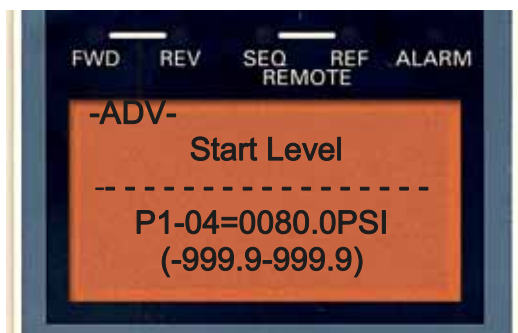 FWD REV SEQ REF ALARM
REMOTE
-ADV-
Start Level
-- - - - - - - - - - - - - - - - -
P1-04=0080.0PSI
(-999.9-999.9)